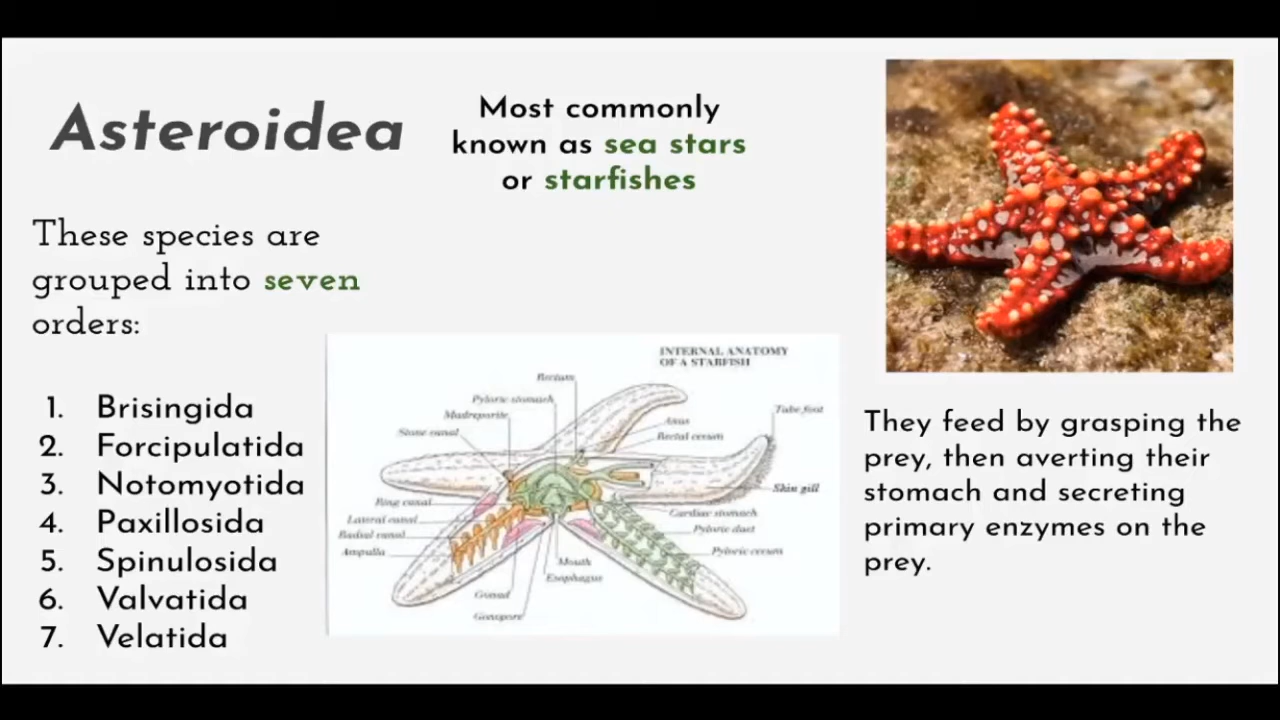 Asteroidea
Most commonly
known as sea stars
or starfishes
These species are
grouped into seven
orders:
1. Brisingida
2. Forcipulatida
3. Notomyotida
4. Paxillosida
5. Spinulosida
6. Valvatida
7. Velatida
INTERNAL ANATOMY
OF A STARFISH
Rectum
Pyloric stomach
Madreporite
Stone canal
Anus
Rectal cecum
Tube foot
Skin gill
Ring canal
Lateral canal
Radial canal
Ampulla
Cardiac stomach
Pyloric duct
Pyloric cecum
Mouth
Esophagus
Gonad
Gonopore
They feed by grasping the
prey, then averting their
stomach and secreting
primary enzymes on the
prey.